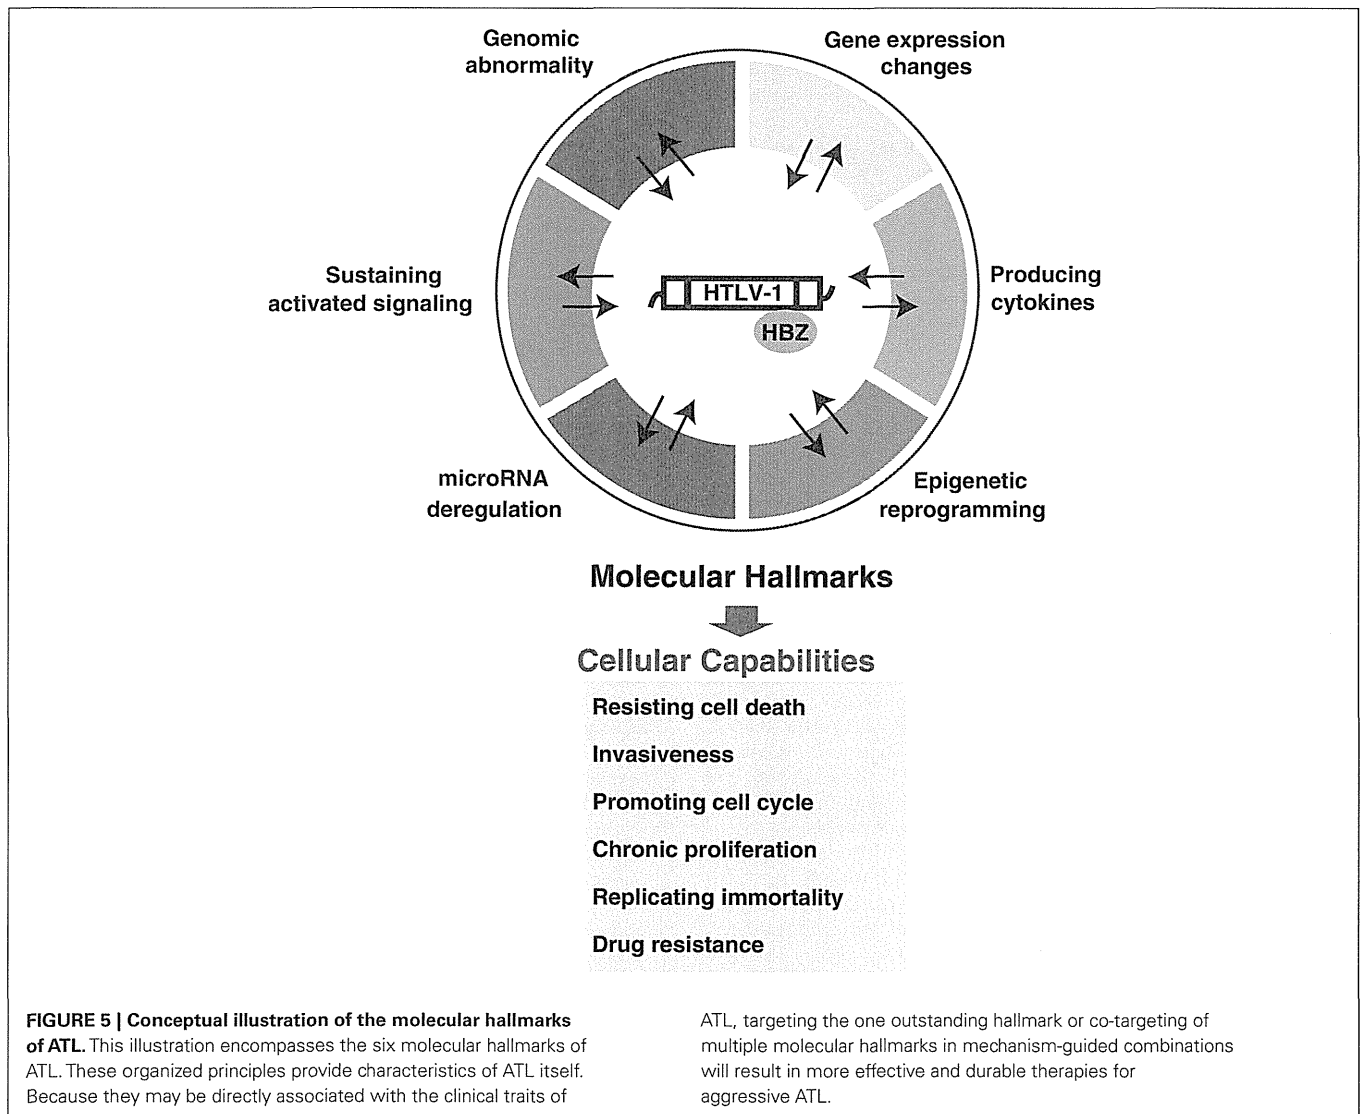 Genomic
abnormality
Gene expression
changes
Sustaining
activated signaling
HTLV-1
HBZ
Producing
cytokines
microRNA
deregulation
Epigenetic
reprogramming
Molecular Hallmarks
Cellular Capabilities
Resisting cell death
Invasiveness
Promoting cell cycle
Chronic proliferation
Replicating immortality
Drug resistance
FIGURE 5 | Conceptual illustration of the molecular hallmarks
of ATL. This illustration encompasses the six molecular hallmarks of
ATL. These organized principles provide characteristics of ATL itself.
Because they may be directly associated with the clinical traits of
ATL, targeting the one outstanding hallmark or co-targeting of
multiple molecular hallmarks in mechanism-guided combinations
will result in more effective and durable therapies for
aggressive ATL.